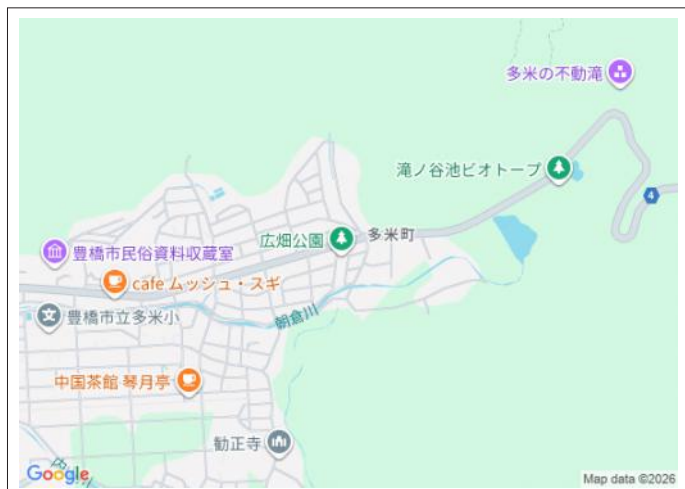 多米の不動滝
滝ノ谷池ビオトープ
4
広畑公園
多米町
豊橋市民俗資料収蔵室
cafe ムッシュ・スギ
豊橋市立多米小
朝倉川
中国茶館 琴月亭
勧正寺
Google
Map data ©2026